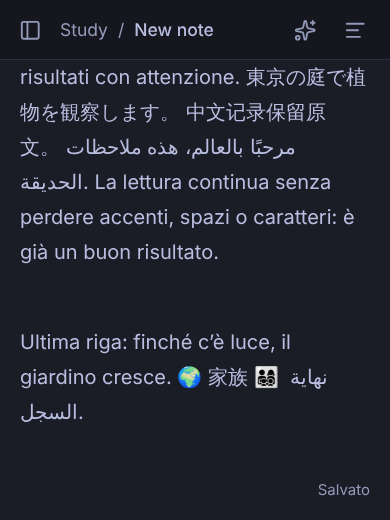 Study / New note
risultati con attenzione. 東京の庭で植
物を観察します。 中文记录保留原
文。 مرحبًا بالعالم، هذه ملاحظات
الحديقة. La lettura continua senza
perdere accenti, spazi o caratteri: è
già un buon risultato.
Ultima riga: finché c’è luce, il
giardino cresce. 🌍 家族 👨‍👩‍👧‍👦 نهاية
السجل.
Salvato